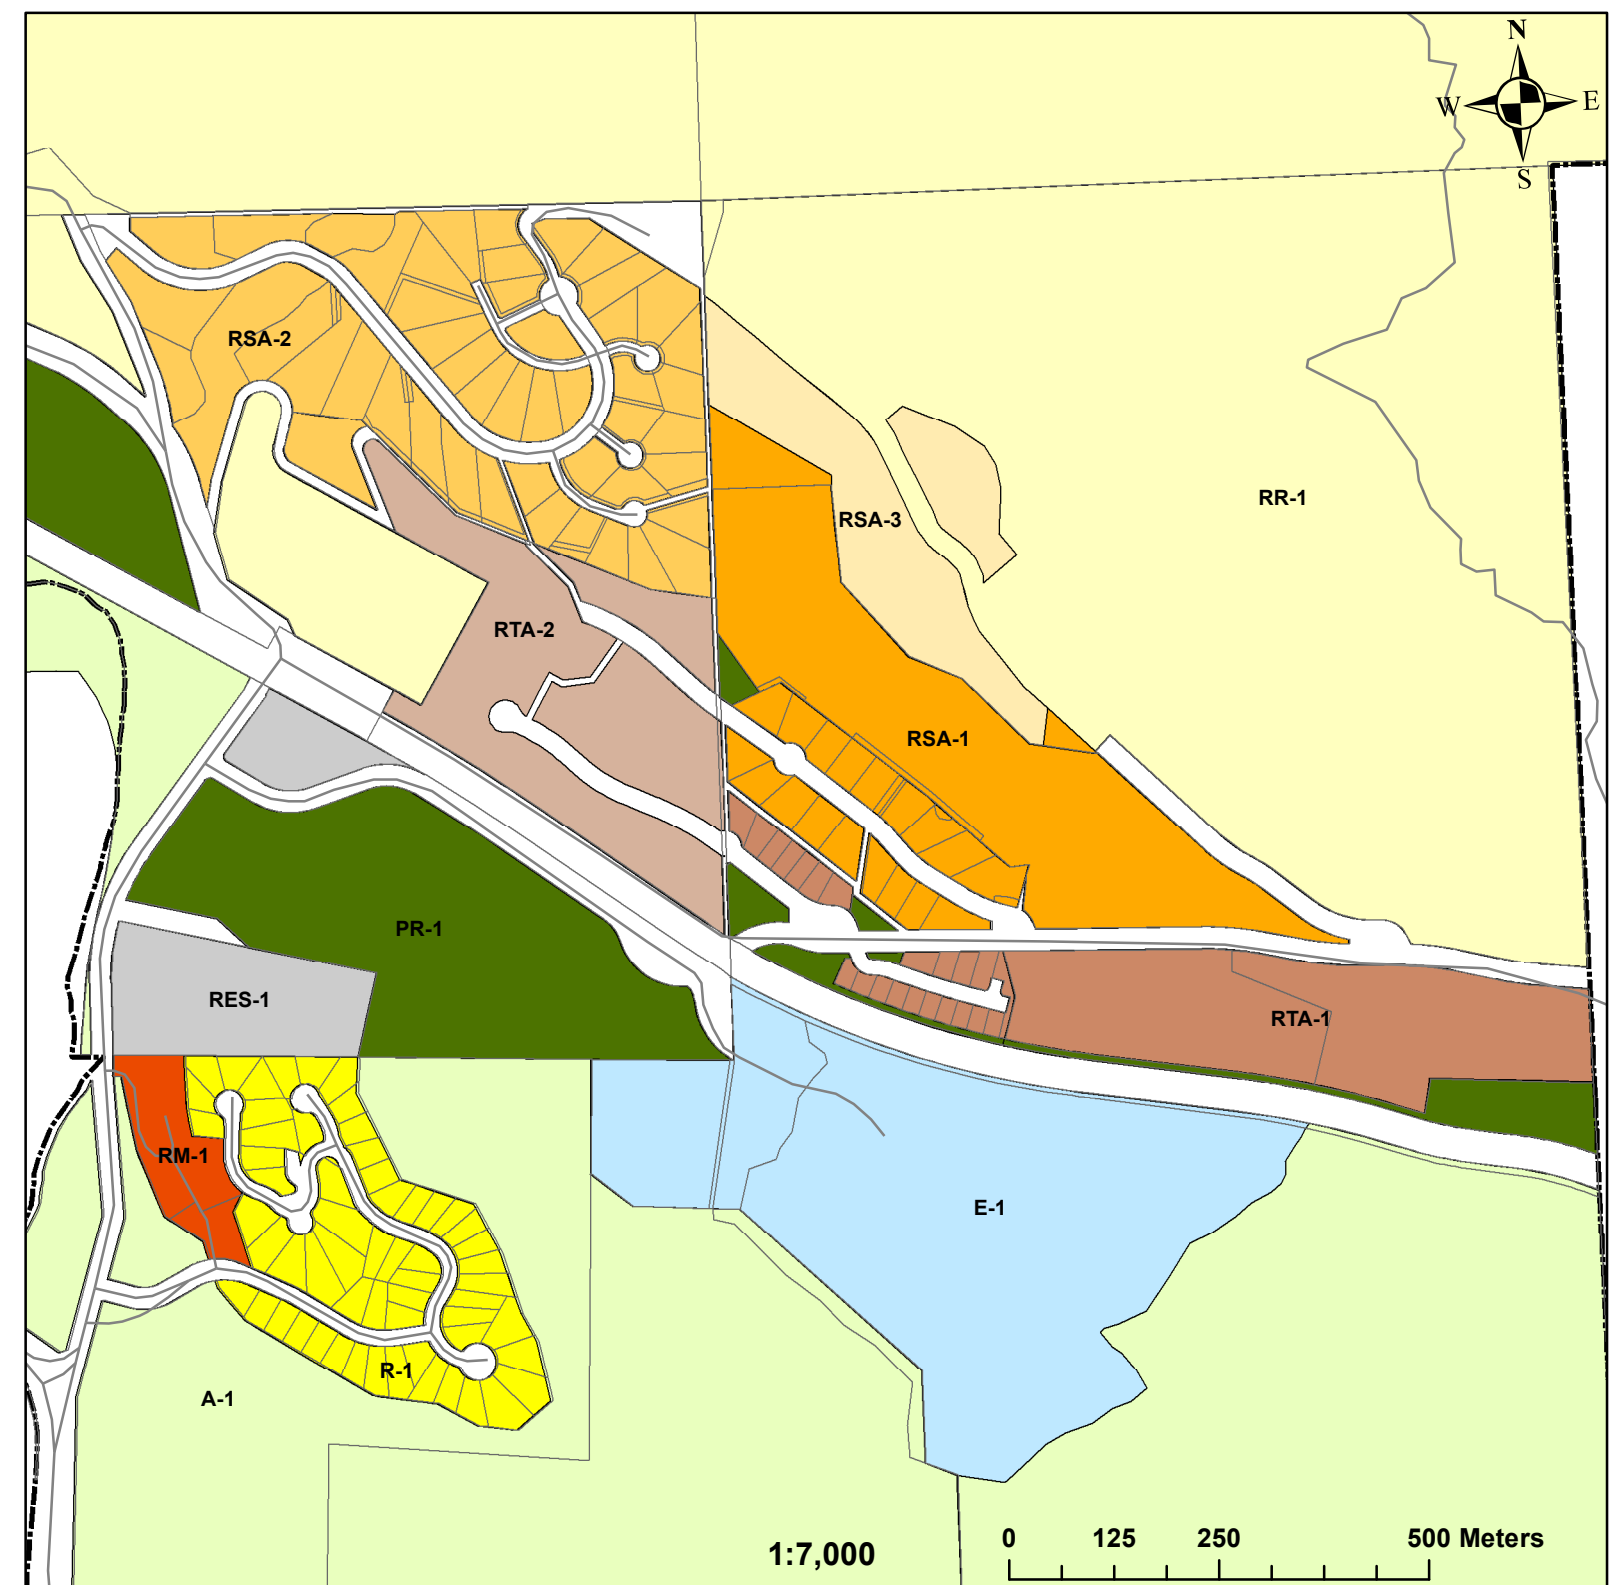 N
W E
S
RSA-2
RR-1
RSA-3
RTA-2
RSA-1
PR-1
RES-1
RTA-1
RM-1
E-1
R-1
A-1
0 125 250 500 Meters
1:7,000